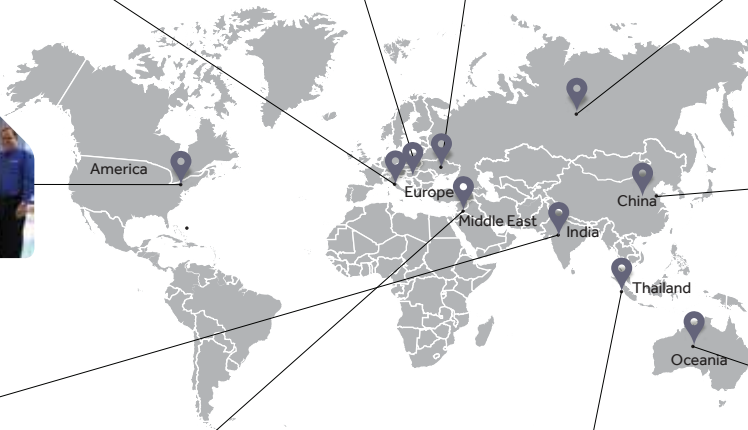 America
Europe
China
Middle East
India
Thailand
Oceania